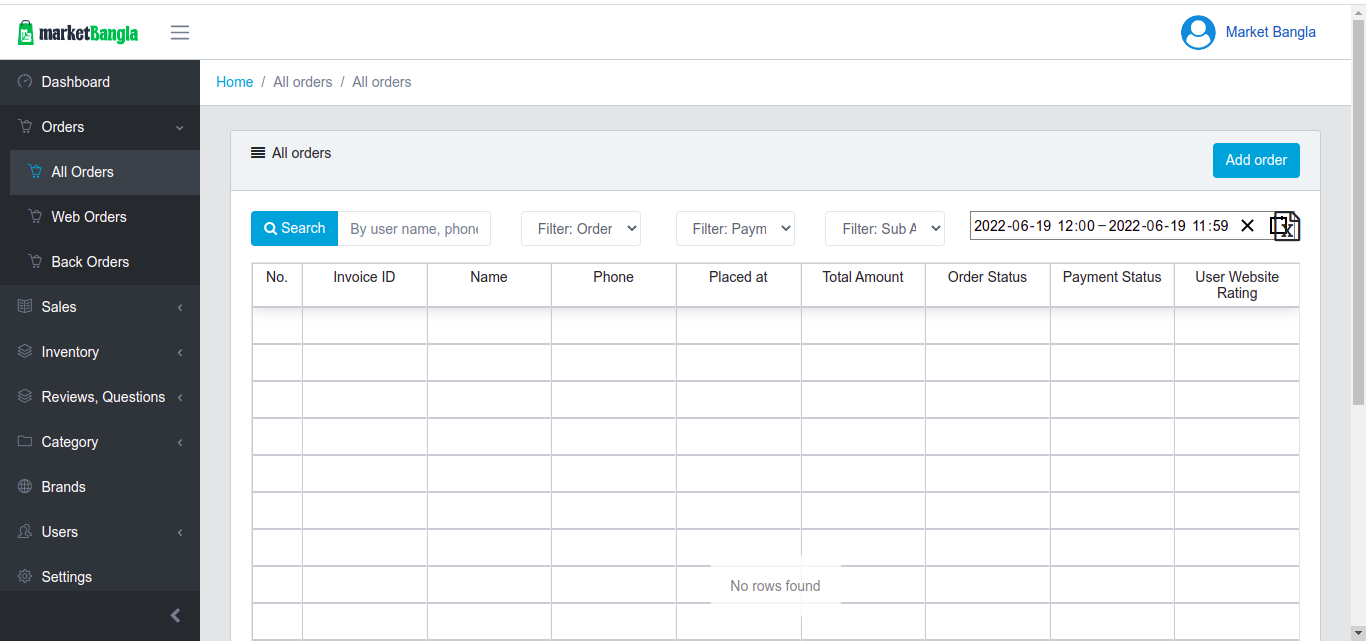 marketBangla
Market Bangla
Dashboard
Home / All orders / All orders
Orders
All Orders
Web Orders
Back Orders
Sales
Inventory
Reviews, Questions
Category
Brands
Users
Settings
All orders
Add order
Search By user name, phone Filter: Order Filter: Paym Filter: Sub A 2022-06-19 12:00 – 2022-06-19 11:59
No. Invoice ID Name Phone Placed at Total Amount Order Status Payment Status User Website
Rating
No rows found